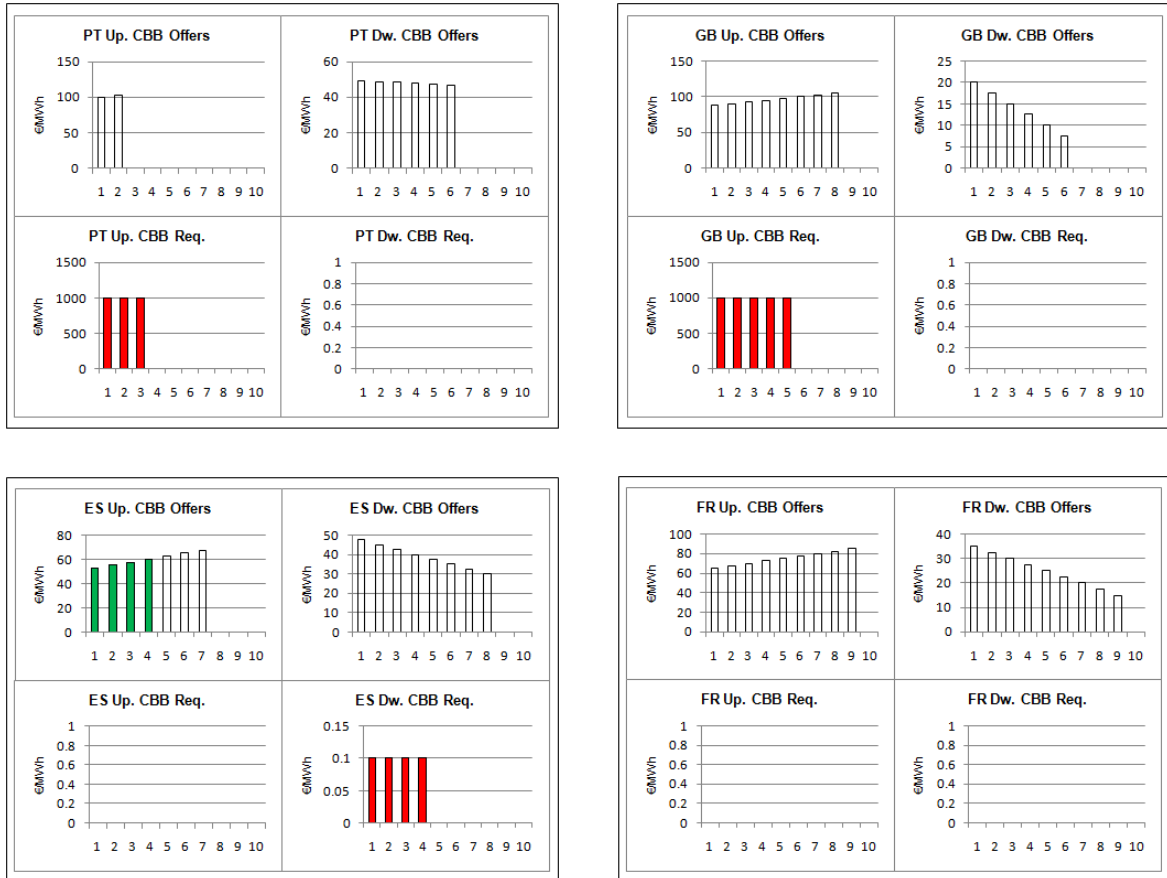 PT Up. CBB Offers
€/MWh
150
100
50
0
1 2 3 4 5 6 7 8 9 10
PT Dw. CBB Offers
€/MWh
60
40
20
0
1 2 3 4 5 6 7 8 9 10
PT Up. CBB Req.
€/MWh
1500
1000
500
0
1 2 3 4 5 6 7 8 9 10
PT Dw. CBB Req.
€/MWh
1
0.8
0.6
0.4
0.2
0
1 2 3 4 5 6 7 8 9 10
GB Up. CBB Offers
€/MWh
150
100
50
0
1 2 3 4 5 6 7 8 9 10
GB Dw. CBB Offers
€/MWh
25
20
15
10
5
0
1 2 3 4 5 6 7 8 9 10
GB Up. CBB Req.
€/MWh
1500
1000
500
0
1 2 3 4 5 6 7 8 9 10
GB Dw. CBB Req.
€/MWh
1
0.8
0.6
0.4
0.2
0
1 2 3 4 5 6 7 8 9 10
ES Up. CBB Offers
€/MWh
80
60
40
20
0
1 2 3 4 5 6 7 8 9 10
ES Dw. CBB Offers
€/MWh
50
40
30
20
10
0
1 2 3 4 5 6 7 8 9 10
ES Up. CBB Req.
€/MWh
1
0.8
0.6
0.4
0.2
0
1 2 3 4 5 6 7 8 9 10
ES Dw. CBB Req.
€/MWh
0.15
0.1
0.05
0
1 2 3 4 5 6 7 8 9 10
FR Up. CBB Offers
€/MWh
100
80
60
40
20
0
1 2 3 4 5 6 7 8 9 10
FR Dw. CBB Offers
€/MWh
40
30
20
10
0
1 2 3 4 5 6 7 8 9 10
FR Up. CBB Req.
€/MWh
1
0.8
0.6
0.4
0.2
0
1 2 3 4 5 6 7 8 9 10
FR Dw. CBB Req.
€/MWh
1
0.8
0.6
0.4
0.2
0
1 2 3 4 5 6 7 8 9 10